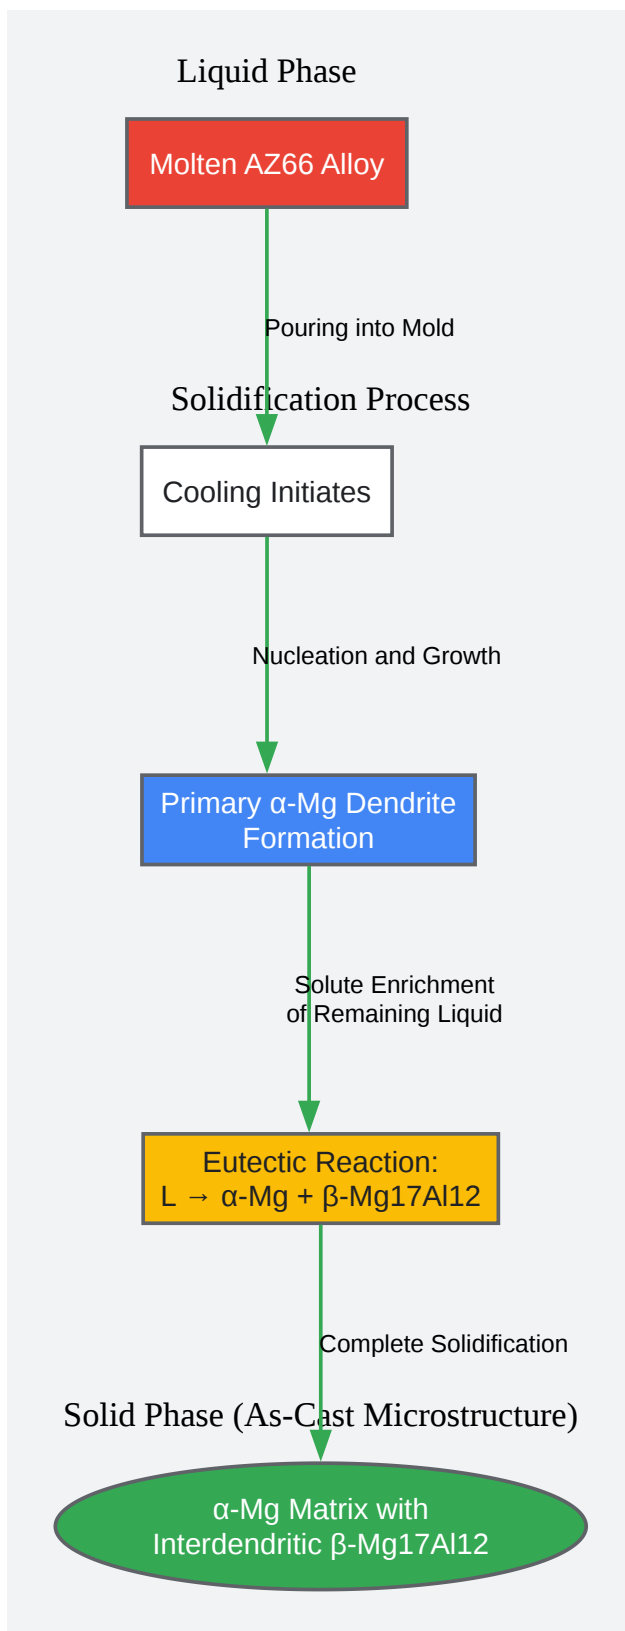 Liquid Phase
Molten AZ66 Alloy
Pouring into Mold
Solidification Process
Cooling Initiates
Nucleation and Growth
Primary α-Mg Dendrite
Formation
Solute Enrichment
of Remaining Liquid
Eutectic Reaction:
L → α-Mg + β-Mg17Al12
Complete Solidification
Solid Phase (As-Cast Microstructure)
α-Mg Matrix with
Interdendritic β-Mg17Al12